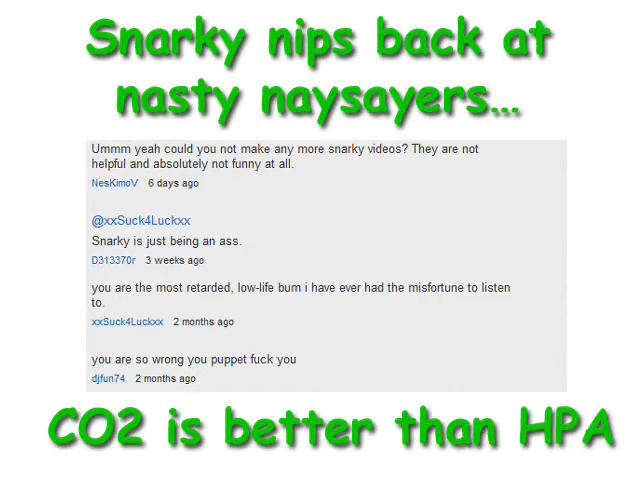 Snarky nips back at
nasty naysayers...
Ummm yeah could you not make any more snarky videos? They are not
helpful and absolutely not funny at all.
NesKimoV 6 days ago
@xxSuck4Luckxx
Snarky is just being an ass.
D313370r 3 weeks ago
you are the most retarded, low-life bum i have ever had the misfortune to listen
to.
xxSuck4Luckxx 2 months ago
you are so wrong you puppet fuck you
djfun74 2 months ago
CO2 is better than HPA